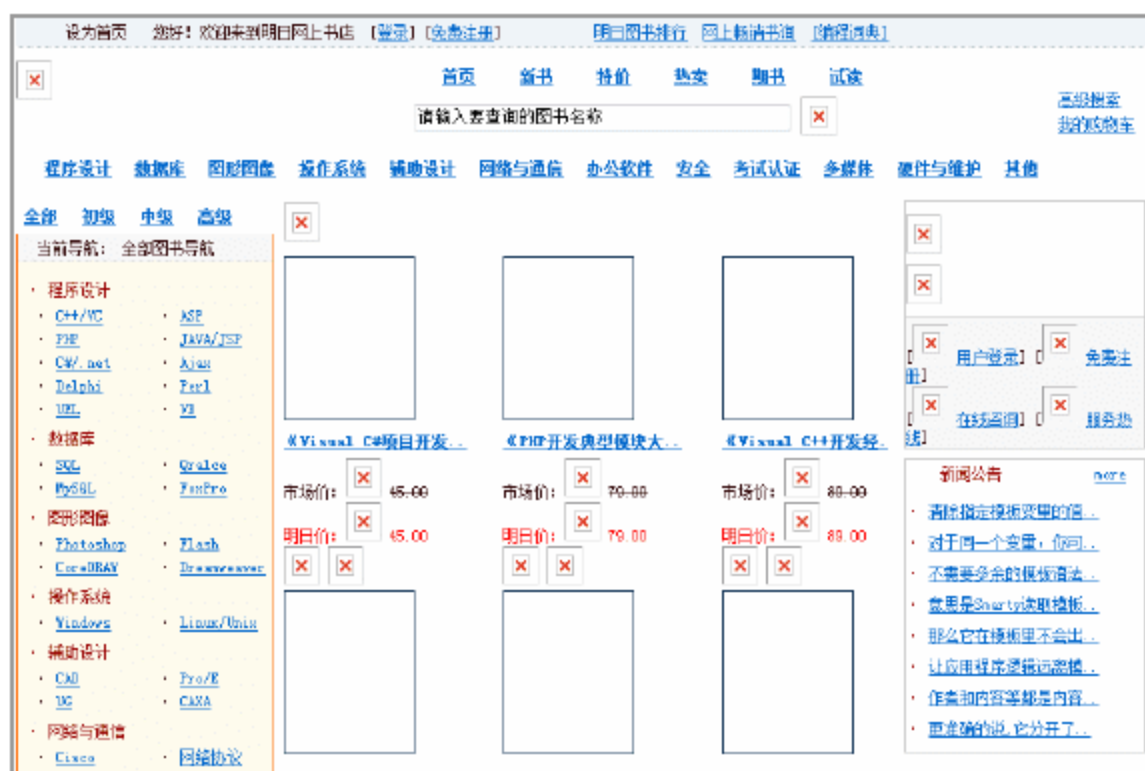 设为首页 您好！欢迎来到明日网上书店 [登录] [免费注册] 明日图书排行 网上畅销书询 [编程词典]
首页 新书 特价 热卖 期书 试读
高级搜索
请输入要查询的图书名称
我的购物车
程序设计 数据库 图形图像 操作系统 辅助设计 网络与通信 办公软件 安全 考试认证 多媒体 硬件与维护 其他
全部 初级 中级 高级
当前导航： 全部图书导航
· 程序设计
· C++/VC · ASP
· PHP · JAVA/JSP
· C#/.net · Ajax
· Delphi · Perl
· UML · VB
· 数据库
· SQL · Oralce
· MySQL · FoxPro
· 图形图像
· Photoshop · Flash
· CoreDRAY · Dreamweaver
· 操作系统
· Windows · Linux/Unix
· 辅助设计
· CAD · Pro/E
· UG · CAXA
· 网络与通信
· Cisco · 网络协议
《Visual C#项目开发.. 《PHP开发典型模块大... 《Visual C++开发经.
市场价： 45.00 市场价： 79.00 市场价： 89.00
明日价： 45.00 明日价： 79.00 明日价： 89.00
[ 用户登录] [ 免费注
册]
[ 在线咨询] [ 服务热
线]
新闻公告 more
· 清除指定模板变量的值...
· 对于同一个变量，你可...
· 不需要多余的模板语法...
· 意思是Smarty读取模板...
· 那么它在模板里不会出...
· 让应用程序逻辑远离模...
· 作者和内容等都是内容...
· 更准确的说，它分开了...